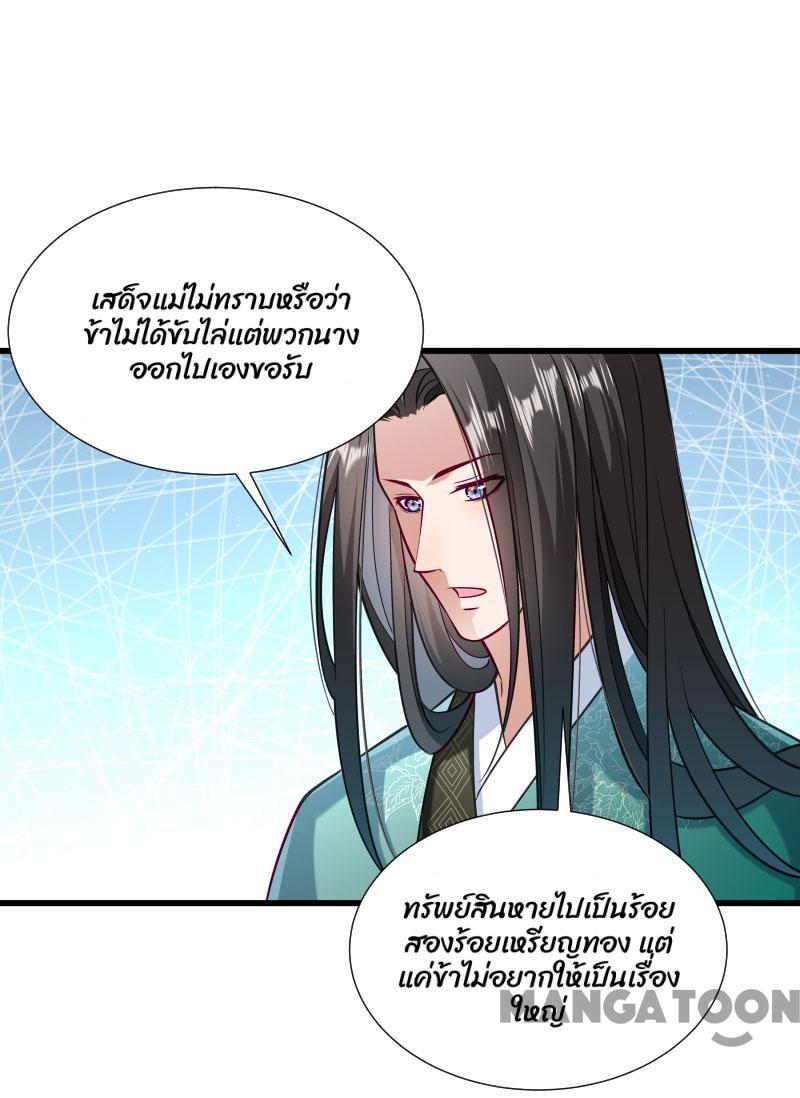 เสด็จแม่ไม่ทราบหรือว่า
ข้าไม่ได้ขับไล่แต่พวกนาง
ออกไปเองขอรับ
ทรัพย์สินหายไปเป็นร้อย
สองร้อยเหรียญทอง แต่
แค่ข้าไม่อยากให้เป็นเรื่อง
ใหญ่
MANGATOON